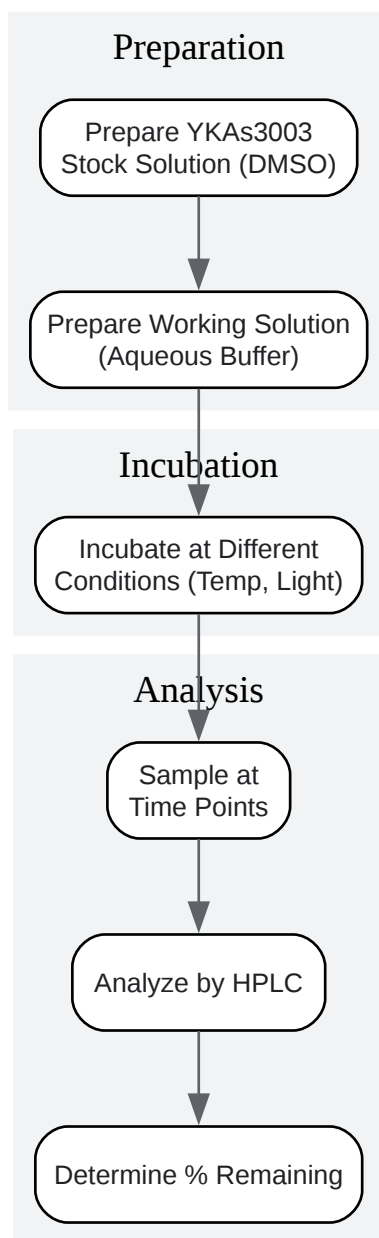 Preparation
Prepare YKAs3003
Stock Solution (DMSO)
Prepare Working Solution
(Aqueous Buffer)
Incubation
Incubate at Different
Conditions (Temp, Light)
Analysis
Sample at
Time Points
Analyze by HPLC
Determine % Remaining